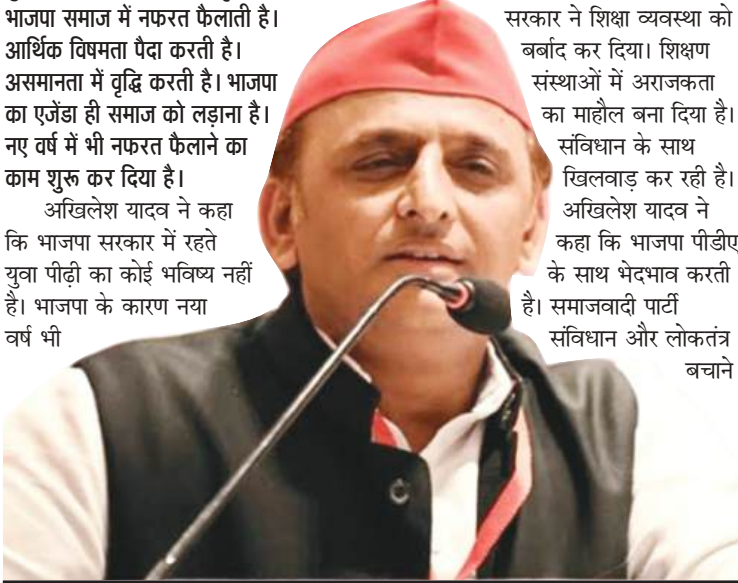 भाजपा समाज में नफरत फैलाती है।
आर्थिक विषमता पैदा करती है।
असमानता में वृद्धि करती है। भाजपा
का एजेंडा ही समाज को लड़ाना है।
नए वर्ष में भी नफरत फैलाने का
काम शुरू कर दिया है।
अखिलेश यादव ने कहा
कि भाजपा सरकार में रहते
युवा पीढ़ी का कोई भविष्य नहीं
है। भाजपा के कारण नया
वर्ष भी
सरकार ने शिक्षा व्यवस्था को
बर्बाद कर दिया। शिक्षण
संस्थाओं में अराजकता
का माहौल बना दिया है।
संविधान के साथ
खिलवाड़ कर रही है।
अखिलेश यादव ने
कहा कि भाजपा पीडीए
के साथ भेदभाव करती
है। समाजवादी पार्टी
संविधान और लोकतंत्र
बचाने